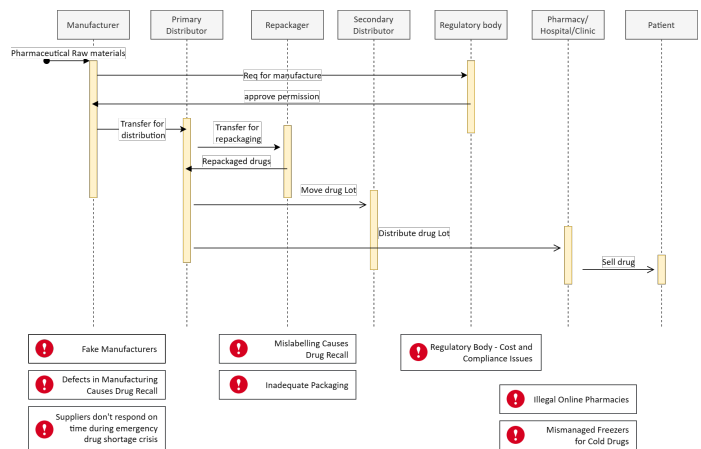 Manufacturer
Primary
Distributor
Repackager
Secondary
Distributor
Regulatory body
Pharmacy/
Hospital/Clinic
Patient
Pharmaceutical Raw materials
Req for manufacture
approve permission
Transfer for
distribution
Transfer for
repackaging
Repackaged drugs
Move drug Lot
Distribute drug Lot
Sell drug
Fake Manufacturers
Mislabelling Causes
Drug Recall
Regulatory Body - Cost and
Compliance Issues
Defects in Manufacturing
Causes Drug Recall
Inadequate Packaging
Illegal Online Pharmacies
Suppliers don't respond on
time during emergency
drug shortage crisis
Mismanaged Freezers
for Cold Drugs